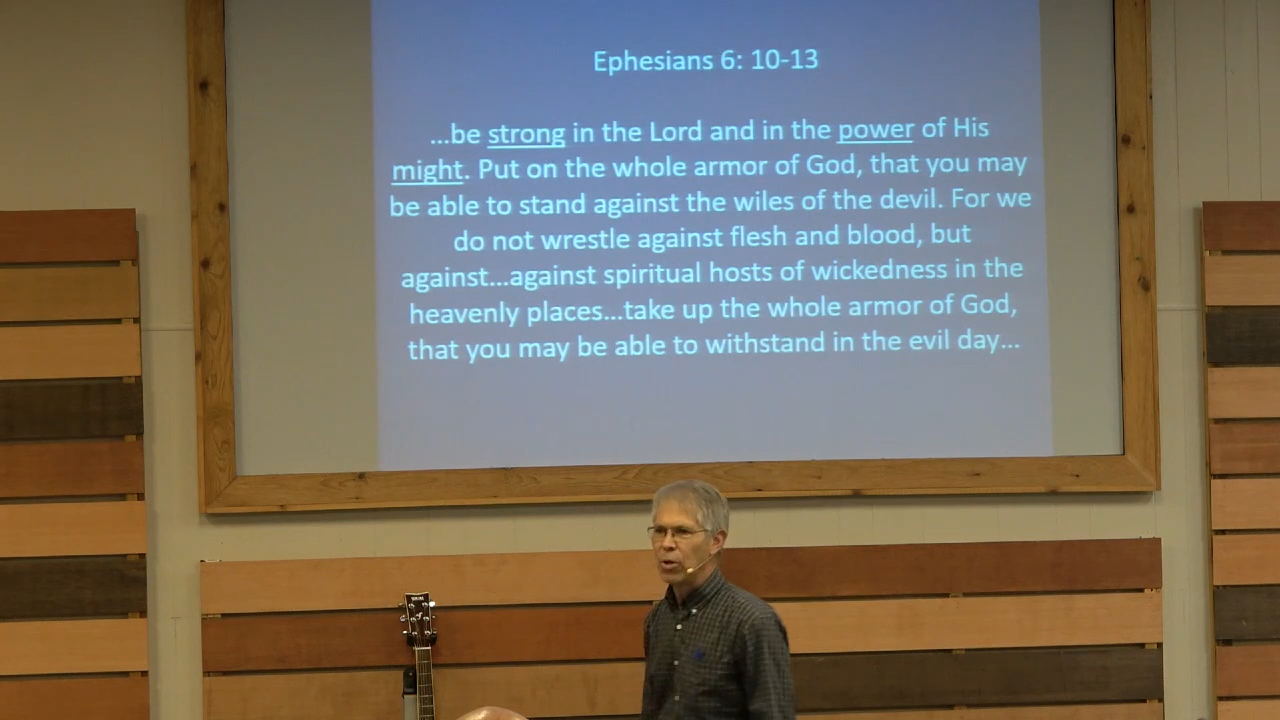 Ephesians 6: 10-13
...be strong in the Lord and in the power of His
might. Put on the whole armor of God, that you may
be able to stand against the wiles of the devil. For we
do not wrestle against flesh and blood, but
against...against spiritual hosts of wickedness in the
heavenly places...take up the whole armor of God,
that you may be able to withstand in the evil day...